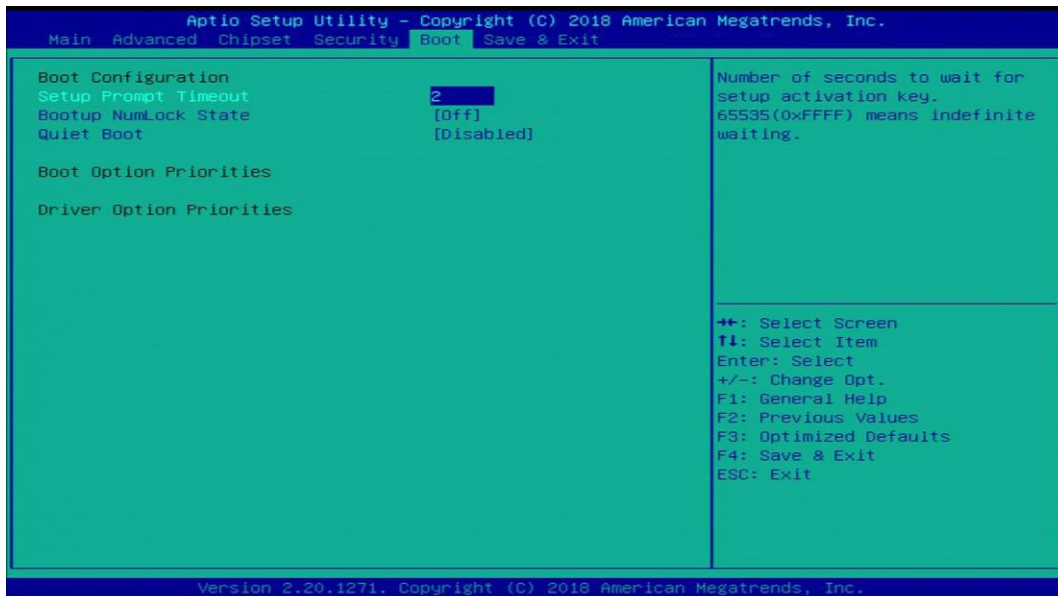 Aptio Setup Utility – Copyright (C) 2018 American Megatrends, Inc.
Main Advanced Chipset Security Boot Save & Exit
Boot Configuration
Setup Prompt Timeout 2
Bootup NumLock State [Off]
Quiet Boot [Disabled]
Boot Option Priorities
Driver Option Priorities
Number of seconds to wait for
setup activation key.
65535(0xFFFF) means indefinite
waiting.
→←: Select Screen
↑↓: Select Item
Enter: Select
+/-: Change Opt.
F1: General Help
F2: Previous Values
F3: Optimized Defaults
F4: Save & Exit
ESC: Exit
Version 2.20.1271. Copyright (C) 2018 American Megatrends, Inc.